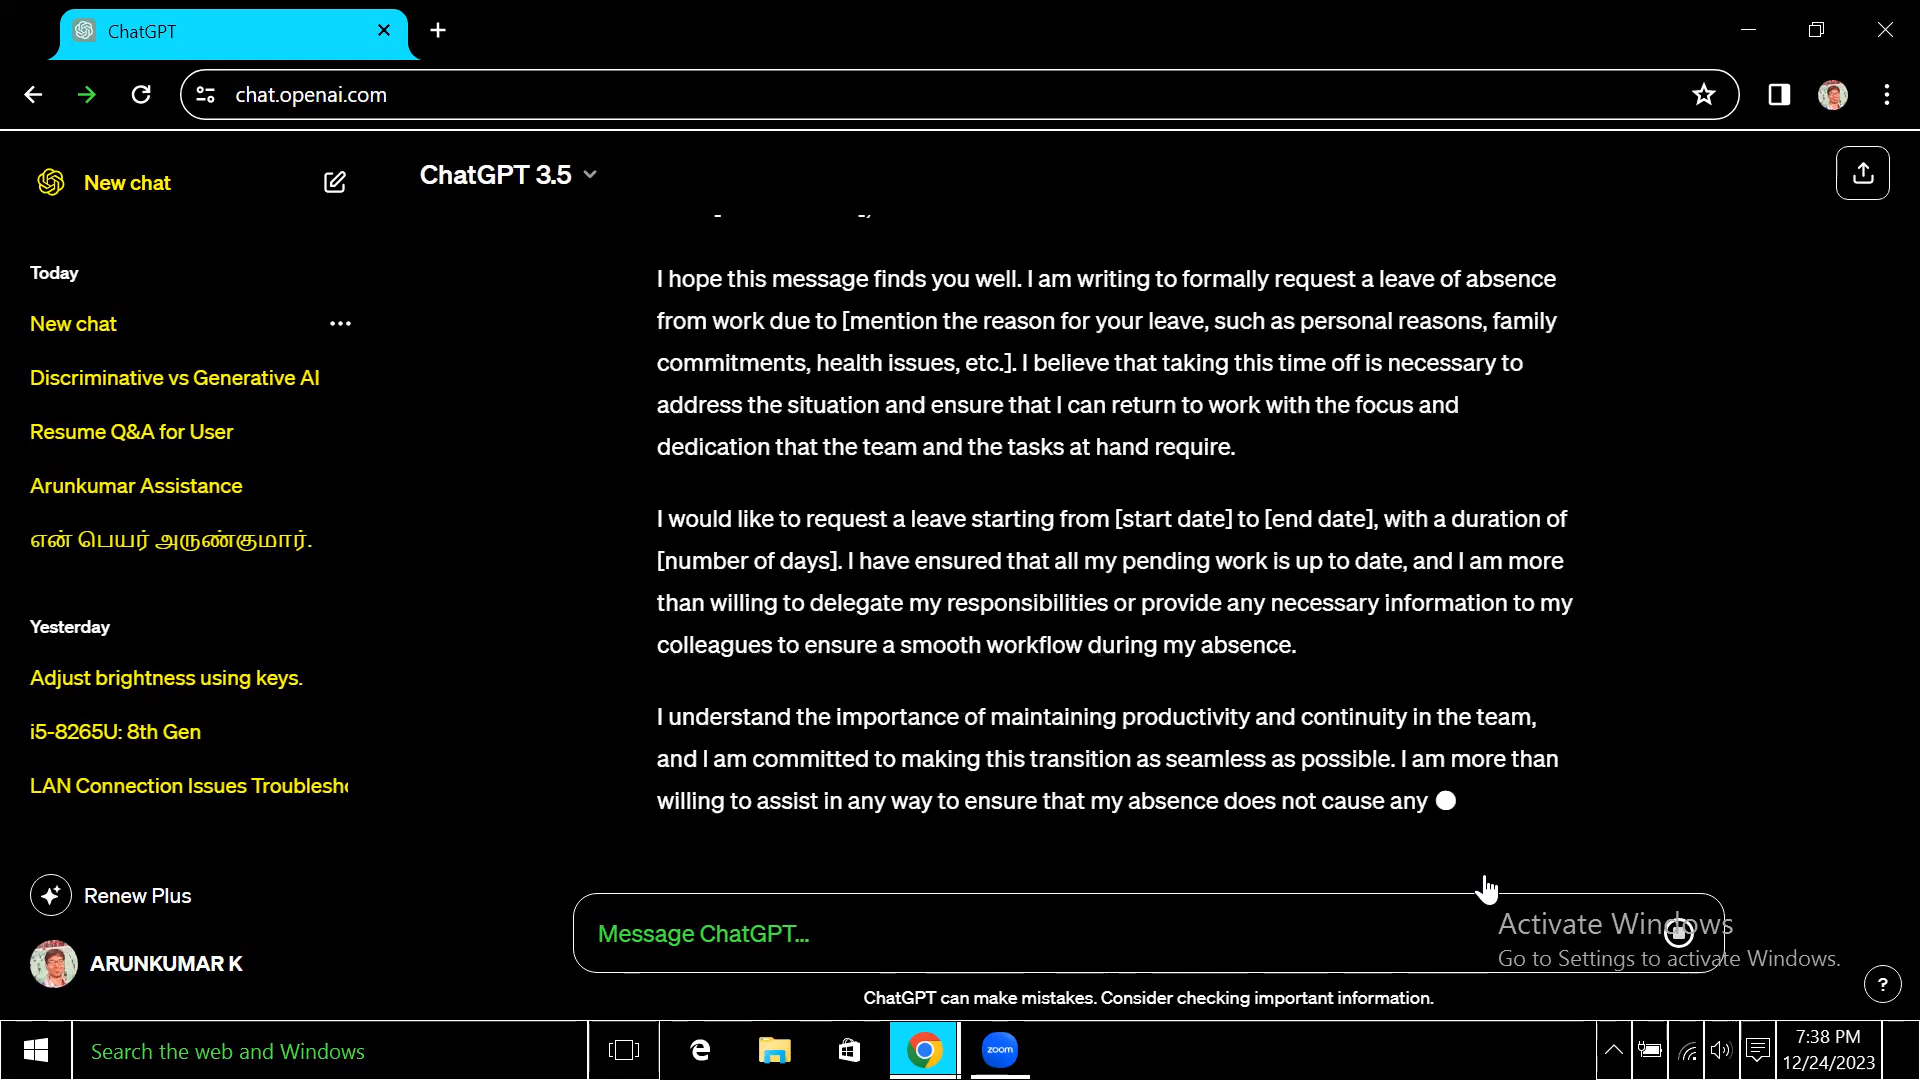 ChatGPT
chat.openai.com
New chat
ChatGPT 3.5
Today
New chat
Discriminative vs Generative AI
Resume Q&A for User
Arunkumar Assistance
என் பெயர் அருண்குமார்.
Yesterday
Adjust brightness using keys.
i5-8265U: 8th Gen
LAN Connection Issues Troublesho
Renew Plus
ARUNKUMAR K
I hope this message finds you well. I am writing to formally request a leave of absence
from work due to [mention the reason for your leave, such as personal reasons, family
commitments, health issues, etc.]. I believe that taking this time off is necessary to
address the situation and ensure that I can return to work with the focus and
dedication that the team and the tasks at hand require.
I would like to request a leave starting from [start date] to [end date], with a duration of
[number of days]. I have ensured that all my pending work is up to date, and I am more
than willing to delegate my responsibilities or provide any necessary information to my
colleagues to ensure a smooth workflow during my absence.
I understand the importance of maintaining productivity and continuity in the team,
and I am committed to making this transition as seamless as possible. I am more than
willing to assist in any way to ensure that my absence does not cause any
Message ChatGPT...
Activate Windows
Go to Settings to activate Windows.
ChatGPT can make mistakes. Consider checking important information.
?
Search the web and Windows
zoom
7:38 PM
12/24/2023